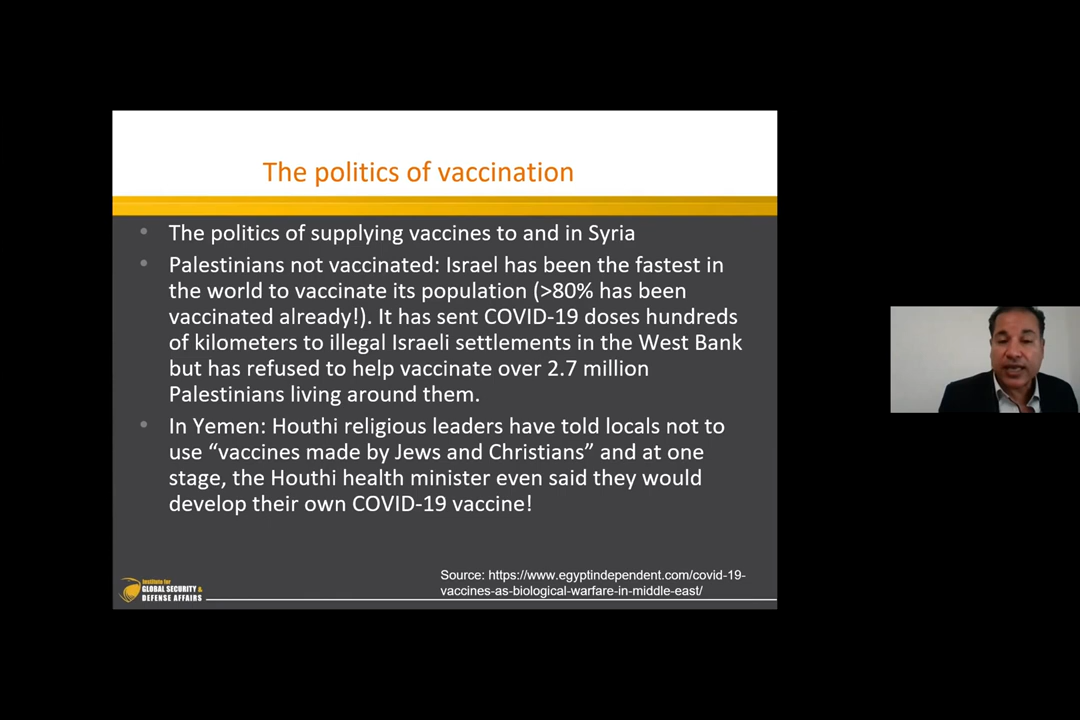 The politics of vaccination
• The politics of supplying vaccines to and in Syria
• Palestinians not vaccinated: Israel has been the fastest in
the world to vaccinate its population (>80% has been
vaccinated already!). It has sent COVID-19 doses hundreds
of kilometers to illegal Israeli settlements in the West Bank
but has refused to help vaccinate over 2.7 million
Palestinians living around them.
• In Yemen: Houthi religious leaders have told locals not to
use “vaccines made by Jews and Christians” and at one
stage, the Houthi health minister even said they would
develop their own COVID-19 vaccine!
Source: https://www.egyptindependent.com/covid-19-
vaccines-as-biological-warfare-in-middle-east/
Institute for
GLOBAL SECURITY &
DEFENSE AFFAIRS